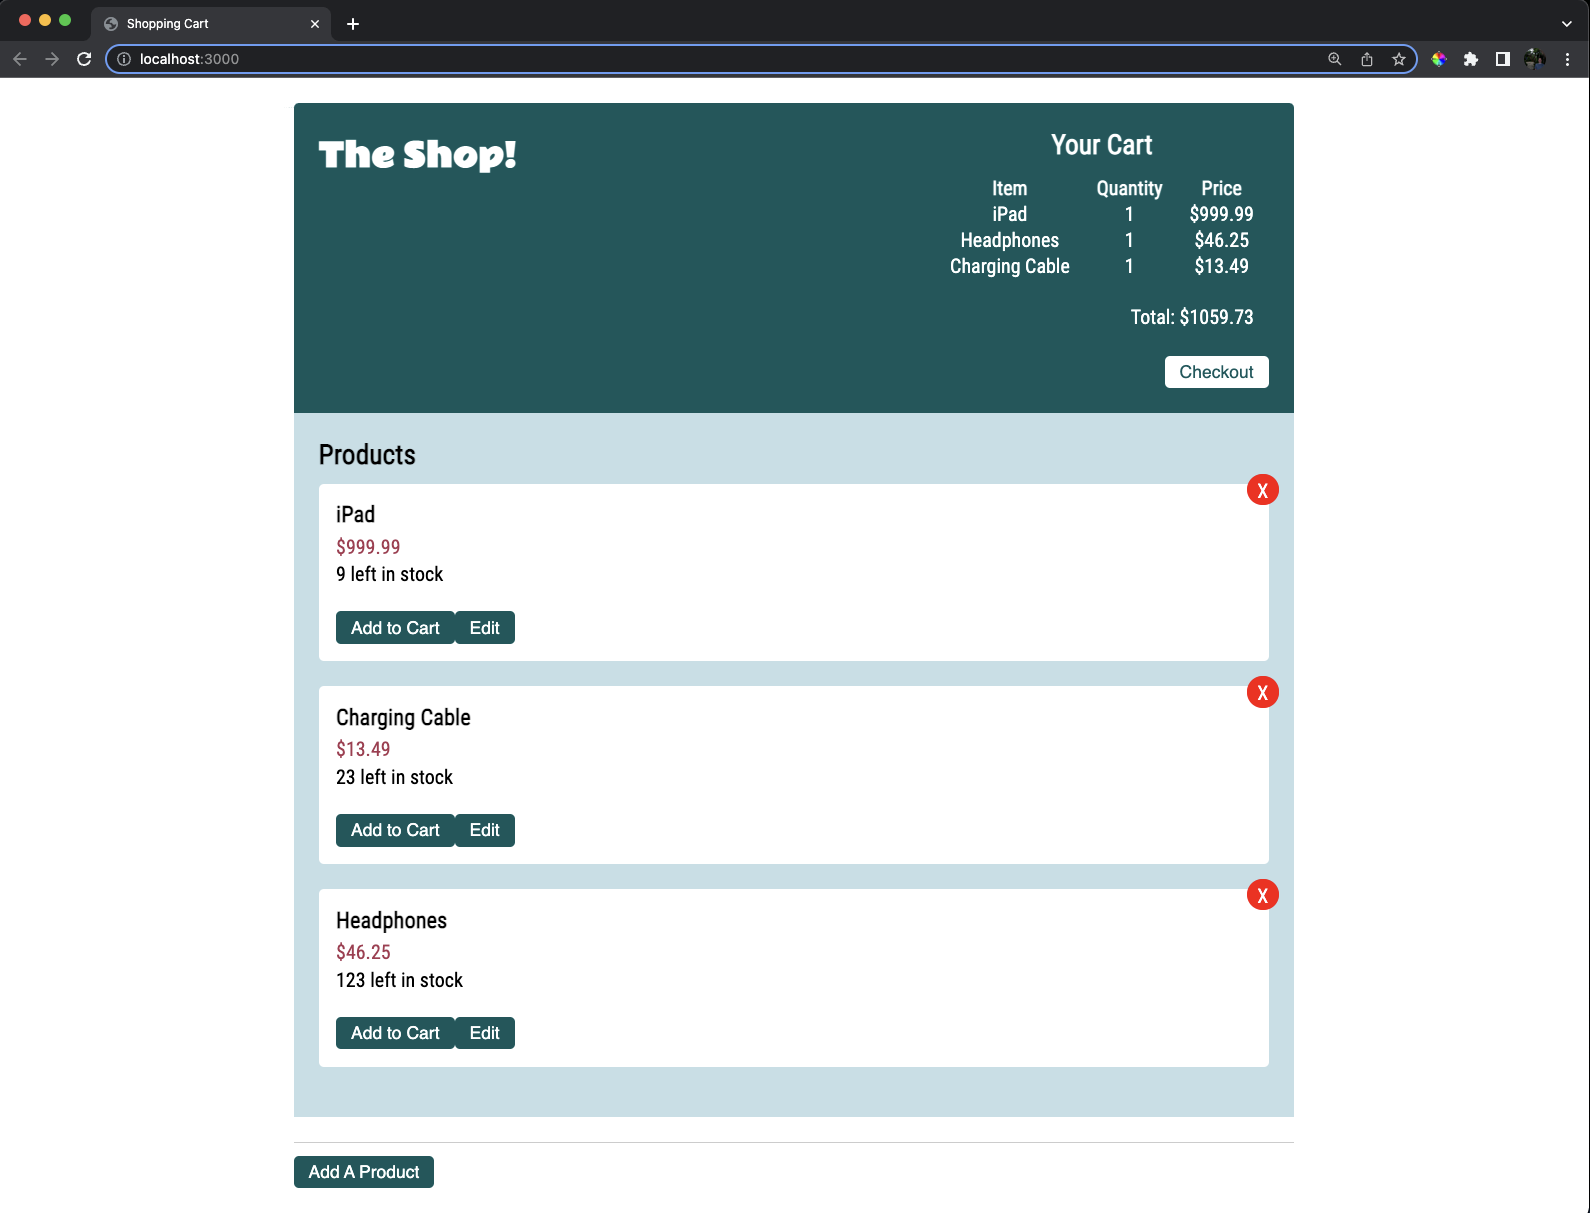 Shopping Cart
localhost:3000
The Shop!
Your Cart
Item Quantity Price
iPad 1 $999.99
Headphones 1 $46.25
Charging Cable 1 $13.49
Total: $1059.73
Checkout
Products
X
iPad
$999.99
9 left in stock
Add to Cart Edit
X
Charging Cable
$13.49
23 left in stock
Add to Cart Edit
X
Headphones
$46.25
123 left in stock
Add to Cart Edit
Add A Product